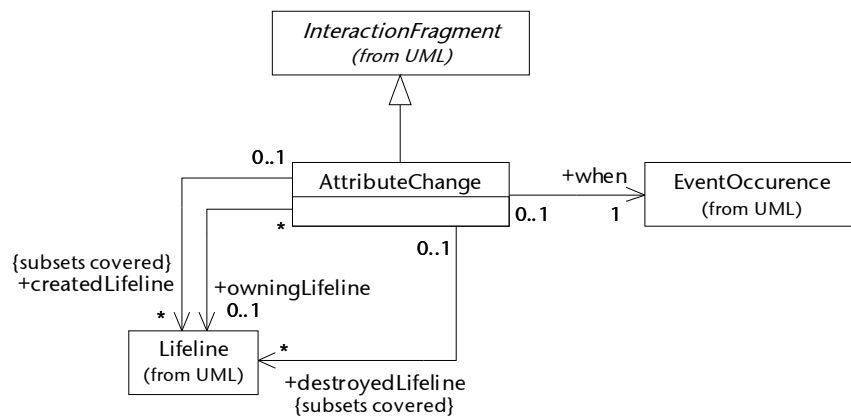 InteractionFragment
(from UML)
0..1
AttributeChange
+when
EventOccurence
(from UML)
0..1
1
*
0..1
{subsets covered}
+createdLifeline
+owningLifeline
0..1
*
Lifeline
(from UML)
*
+destroyedLifeline
{subsets covered}